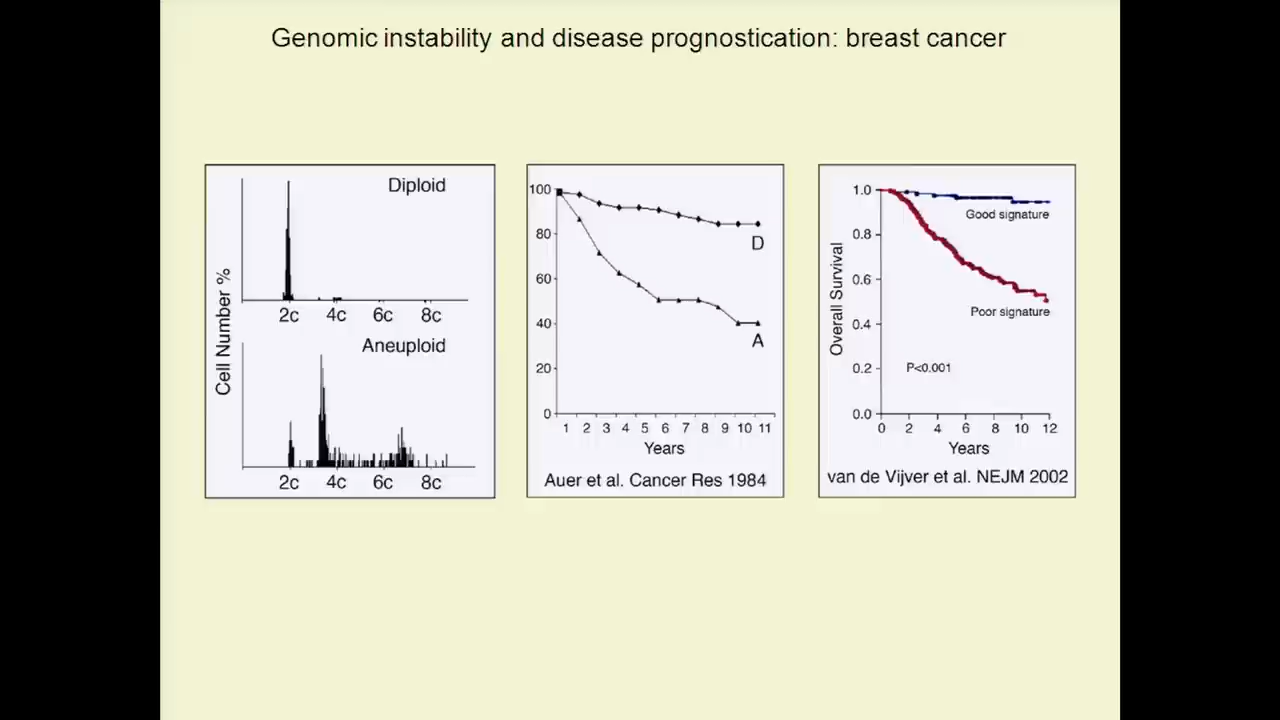 Genomic instability and disease prognostication: breast cancer
Cell Number %
Diploid
2c 4c 6c 8c
Aneuploid
2c 4c 6c 8c
100
80
60
40
20
0
D
A
1 2 3 4 5 6 7 8 9 10 11
Years
Auer et al. Cancer Res 1984
Overall Survival
1.0
0.8
0.6
0.4
0.2
0.0
Good signature
Poor signature
P<0.001
0 2 4 6 8 10 12
Years
van de Vijver et al. NEJM 2002